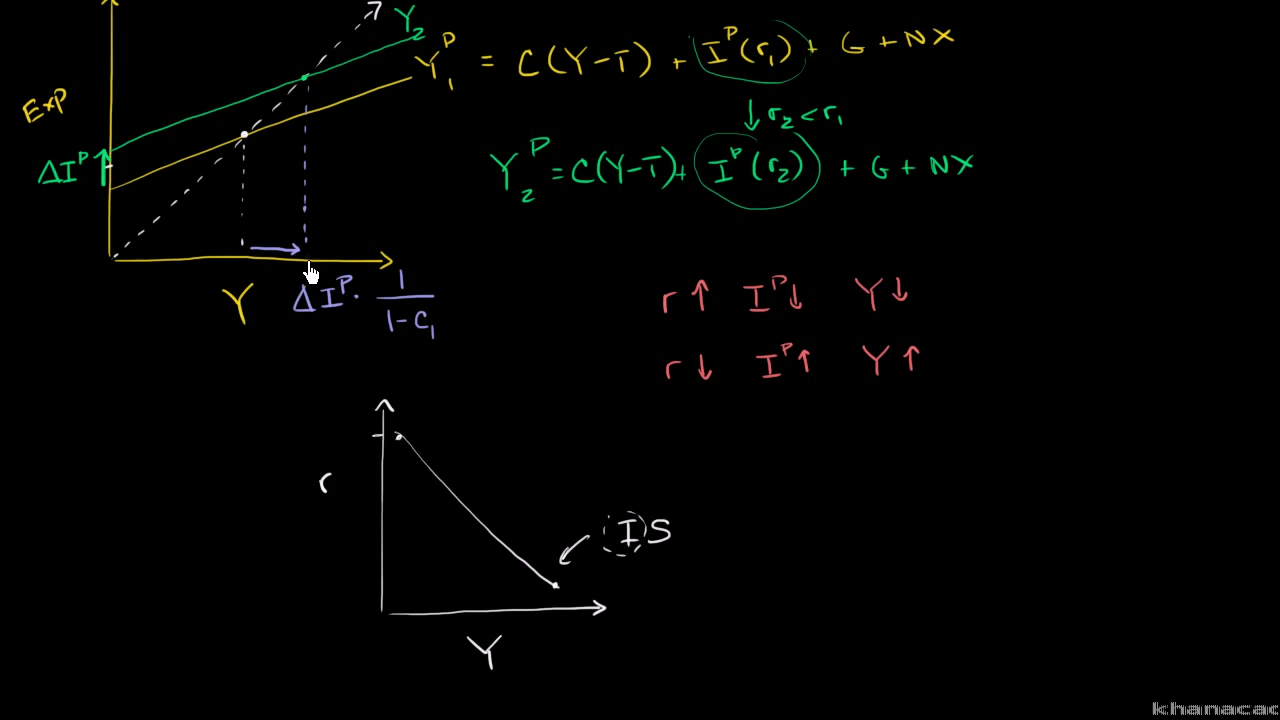 Y₂
Y₁ᴾ = C(Y-T) + Iᴾ(r₁) + G + NX
Exp
↓ r₂ < r₁
ΔIᴾ ↑
Y₂ᴾ = C(Y-T) + Iᴾ(r₂) + G + NX
Y
ΔIᴾ · 1/(1-C₁)
r ↑ Iᴾ↓ Y↓
r ↓ Iᴾ↑ Y↑
r
IS
Y
khanacad